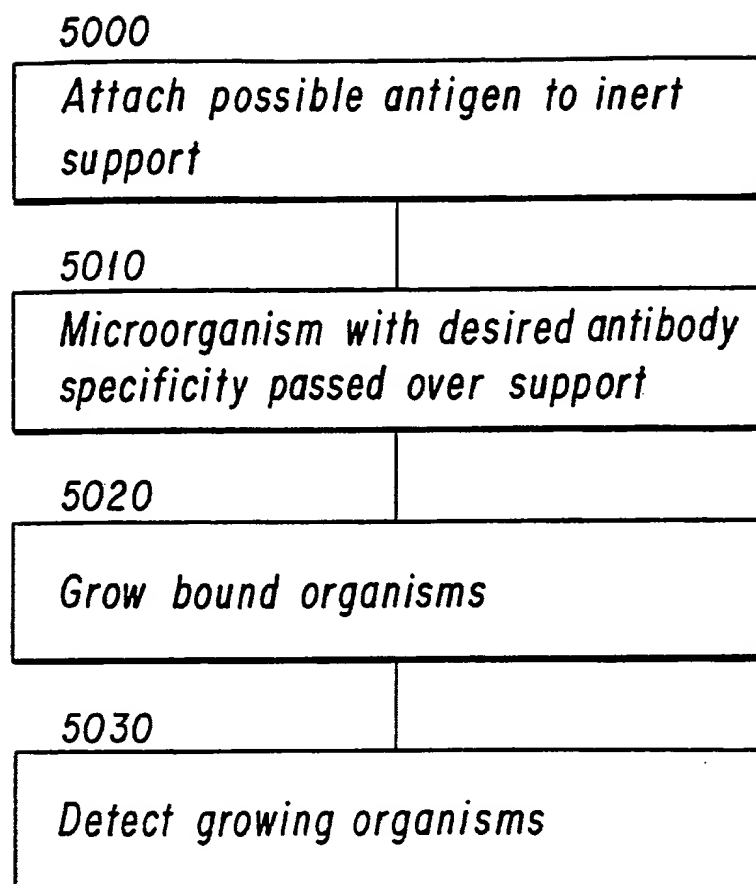 5000
Attach possible antigen to inert
support
5010
Microorganism with desired antibody
specificity passed over support
5020
Grow bound organisms
5030
Detect growing organisms